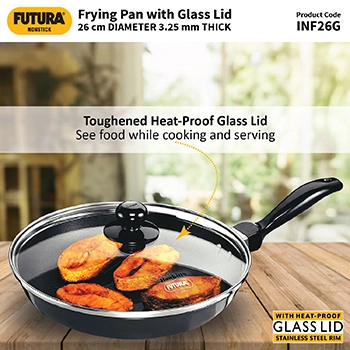 FUTURA
NONSTICK
Frying Pan with Glass Lid
26 cm DIAMETER 3.25 mm THICK
Product Code
INF26G
Toughened Heat-Proof Glass Lid
See food while cooking and serving
FUTURA
WITH HEAT-PROOF
GLASS LID
STAINLESS STEEL RIM